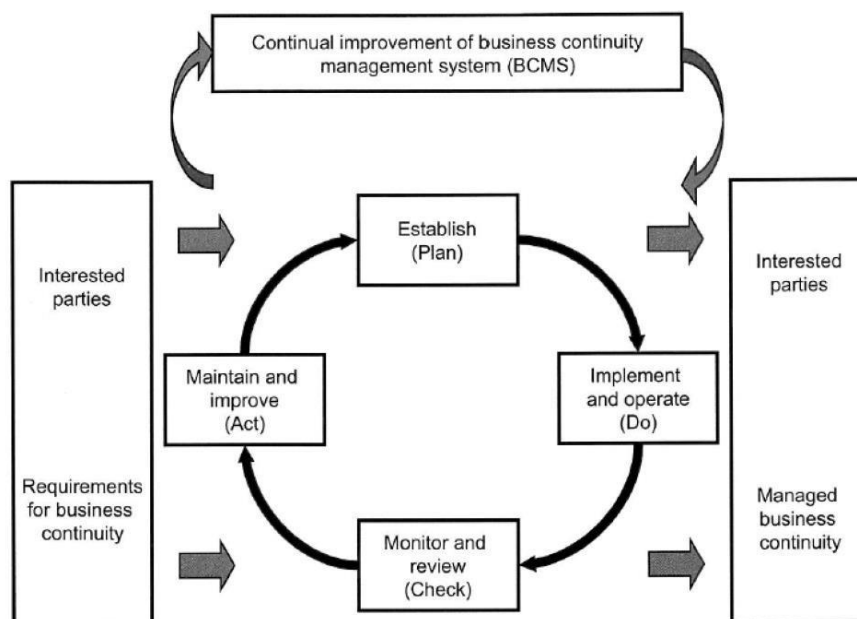 Continual improvement of business continuity
management system (BCMS)
Establish
(Plan)
Interested
parties
Interested
parties
Maintain and
improve
(Act)
Implement
and operate
(Do)
Requirements
for business
continuity
Managed
business
continuity
Monitor and
review
(Check)